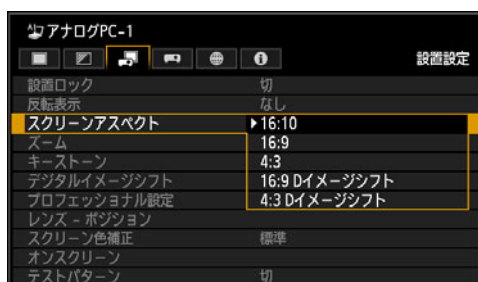 アナログPC-1
設置設定
設置ロック 切
反転表示 なし
スクリーンアスペクト ▶16:10
ズーム 16:9
キーストーン 4:3
デジタルイメージシフト 16:9 Dイメージシフト
プロフェッショナル設定 4:3 Dイメージシフト
レンズ - ポジション
スクリーン色補正 標準
オンスクリーン
テストパターン 切